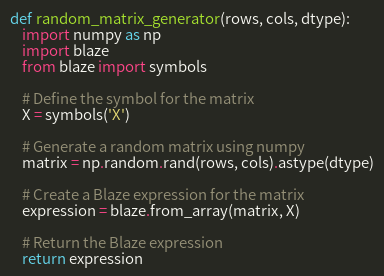 def random_matrix_generator(rows, cols, dtype):
    import numpy as np
    import blaze
    from blaze import symbols

    # Define the symbol for the matrix
    X = symbols('X')

    # Generate a random matrix using numpy
    matrix = np.random.rand(rows, cols).astype(dtype)

    # Create a Blaze expression for the matrix
    expression = blaze.from_array(matrix, X)

    # Return the Blaze expression
    return expression